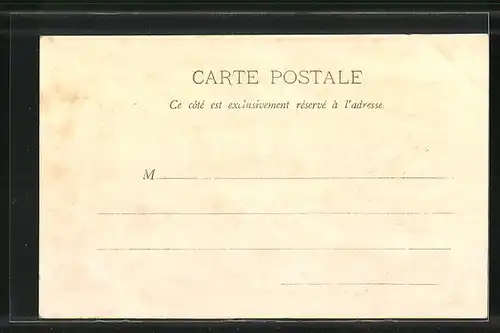 CARTE POSTALE
Ce côté est exclusivement réservé à l'adresse
M